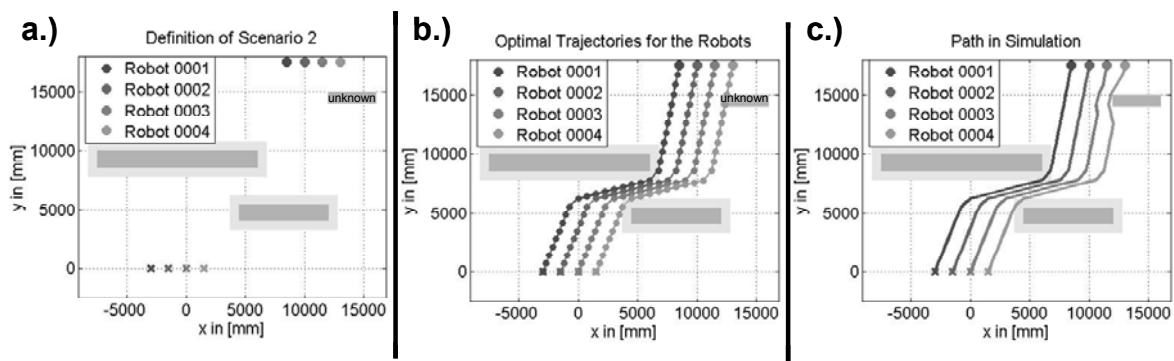 a.)
Definition of Scenario 2
Robot 0001
Robot 0002
Robot 0003
Robot 0004
unknown
15000
10000
5000
0
y in [mm]
-5000 0 5000 10000 15000
x in [mm]
b.)
Optimal Trajectories for the Robots
Robot 0001
Robot 0002
Robot 0003
Robot 0004
unknown
15000
10000
5000
0
y in [mm]
-5000 0 5000 10000 15000
x in [mm]
c.)
Path in Simulation
Robot 0001
Robot 0002
Robot 0003
Robot 0004
15000
10000
5000
0
y in [mm]
-5000 0 5000 10000 15000
x in [mm]